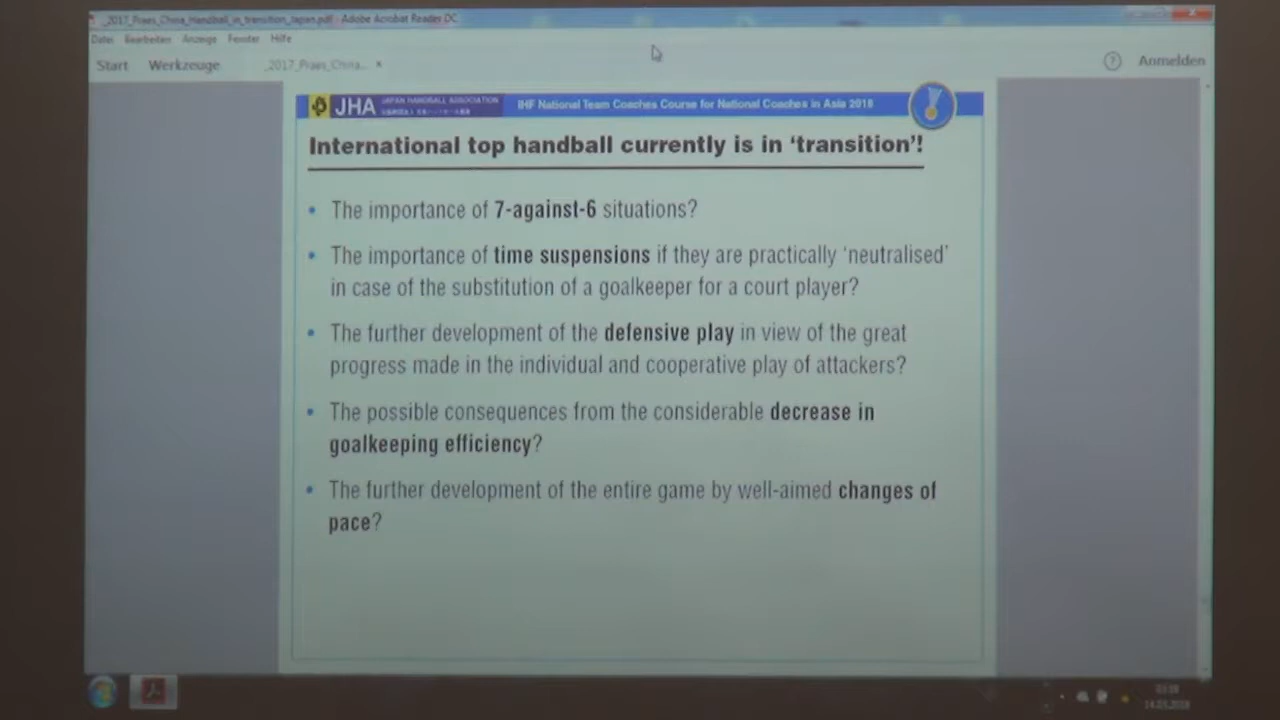 _2017_Praes_China_Handball_in_transition_Japan.pdf - Adobe Acrobat Reader DC
Datei Bearbeiten Anzeige Fenster Hilfe
Start Werkzeuge _2017_Praes_China... × ? Anmelden
JHA JAPAN HANDBALL ASSOCIATION IHF National Team Coaches Course for National Coaches in Asia 2018
International top handball currently is in ‘transition’!
• The importance of 7-against-6 situations?
• The importance of time suspensions if they are practically ‘neutralised’
in case of the substitution of a goalkeeper for a court player?
• The further development of the defensive play in view of the great
progress made in the individual and cooperative play of attackers?
• The possible consequences from the considerable decrease in
goalkeeping efficiency?
• The further development of the entire game by well-aimed changes of
pace?
14.03.2018